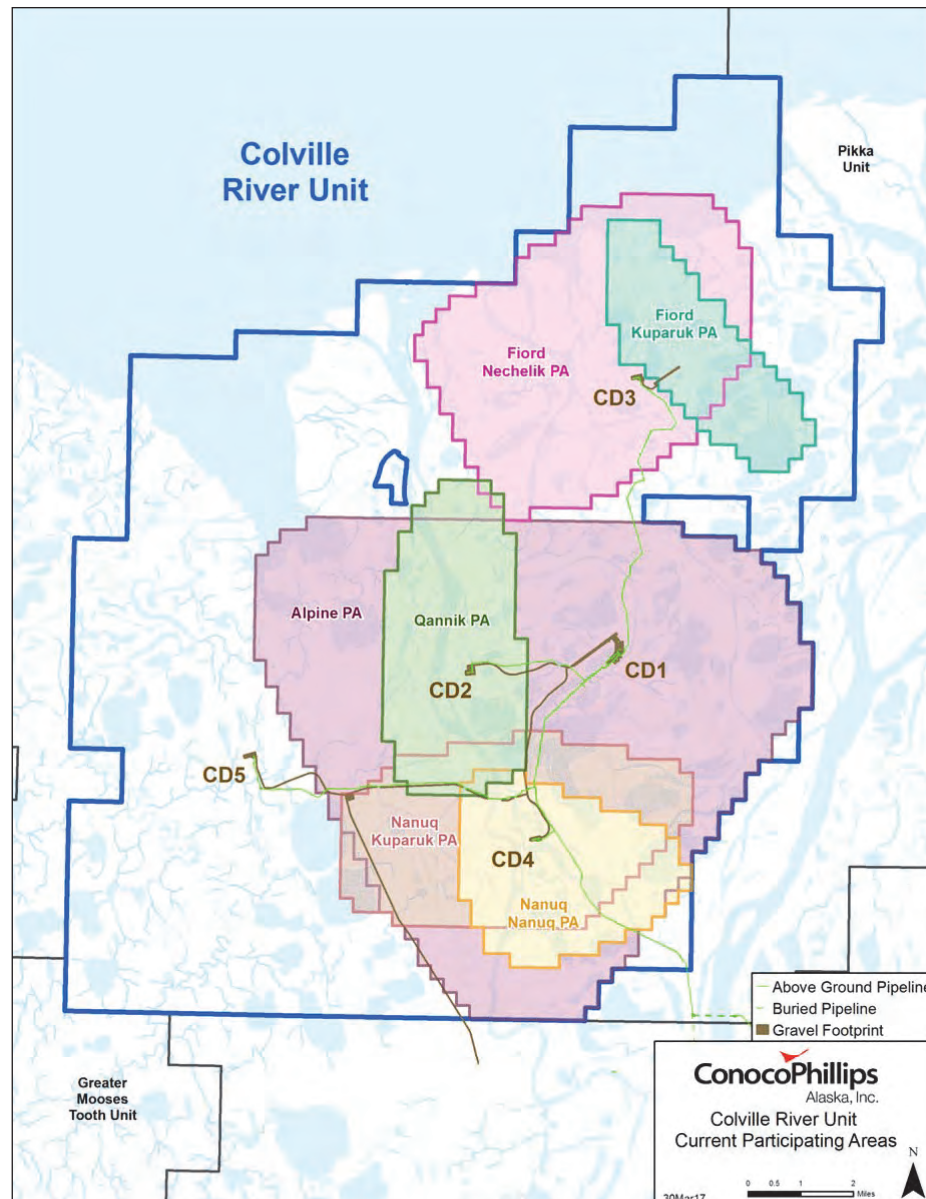 Colville
River Unit
Pikka
Unit
Fiord
Kuparuk PA
Fiord
Nechelik PA
CD3
Alpine PA
Qannik PA
CD1
CD2
CD5
Nanuq
Kuparuk PA
CD4
Nanuq
Nanuq PA
Above Ground Pipeline
Buried Pipeline
Gravel Footprint
Greater
Mooses
Tooth Unit
ConocoPhillips
Alaska, Inc.
Colville River Unit
Current Participating Areas
N
0 0.5 1 2
Miles
30Mar17